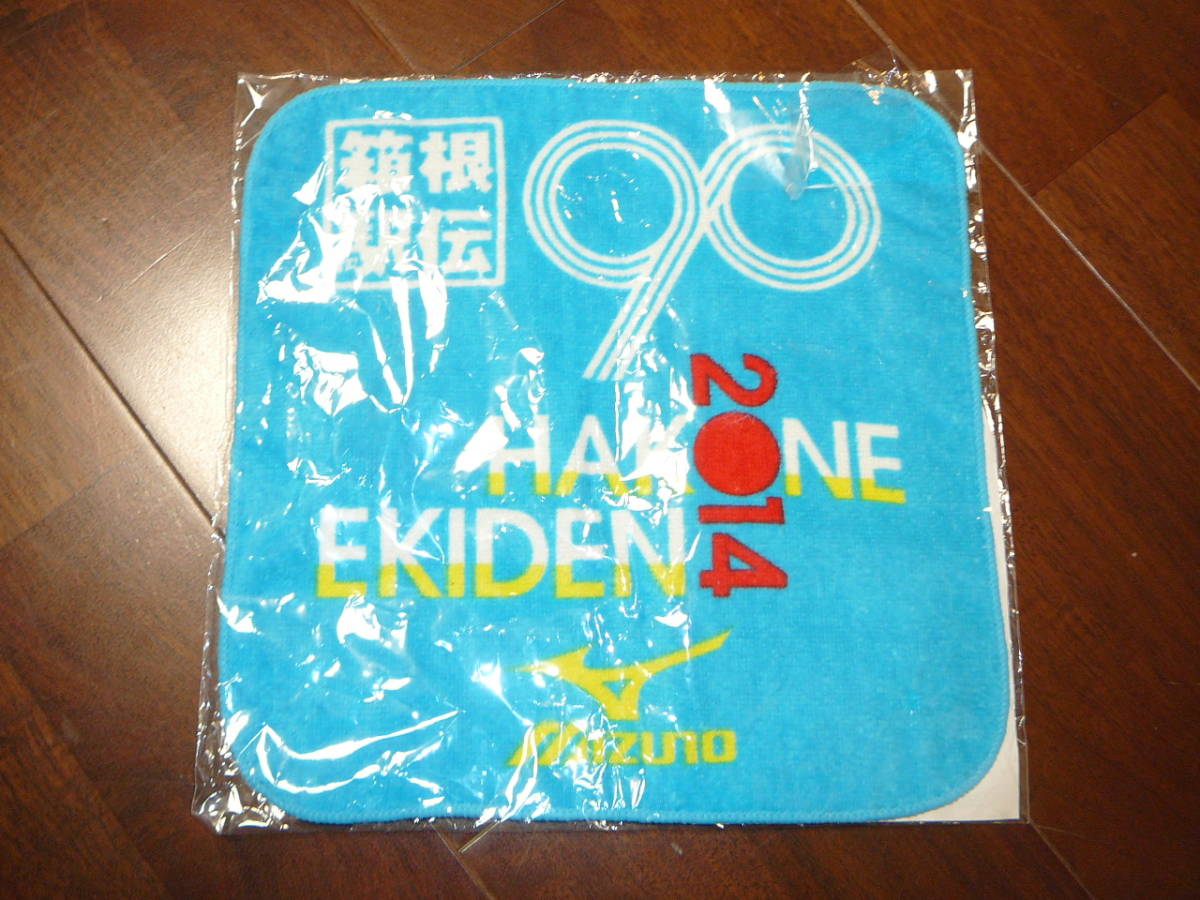 箱根
駅伝
90
2014
HAKONE
EKIDEN
MIZUNO